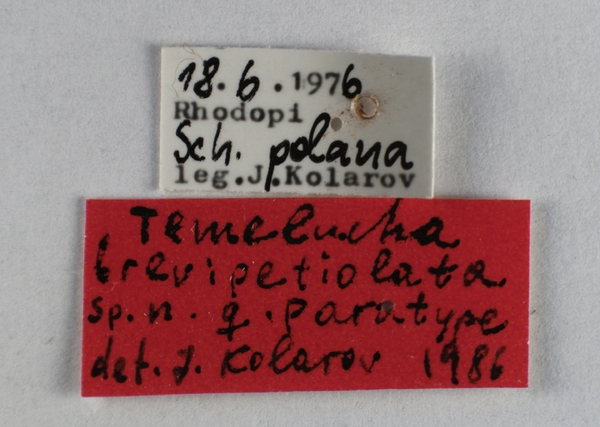 18.6.1976
Rhodopi
Sch. polana
leg.J.Kolarov
Temelucha
brevipetiolata
sp.n. ♀. paratype
det. J. Kolarov 1986